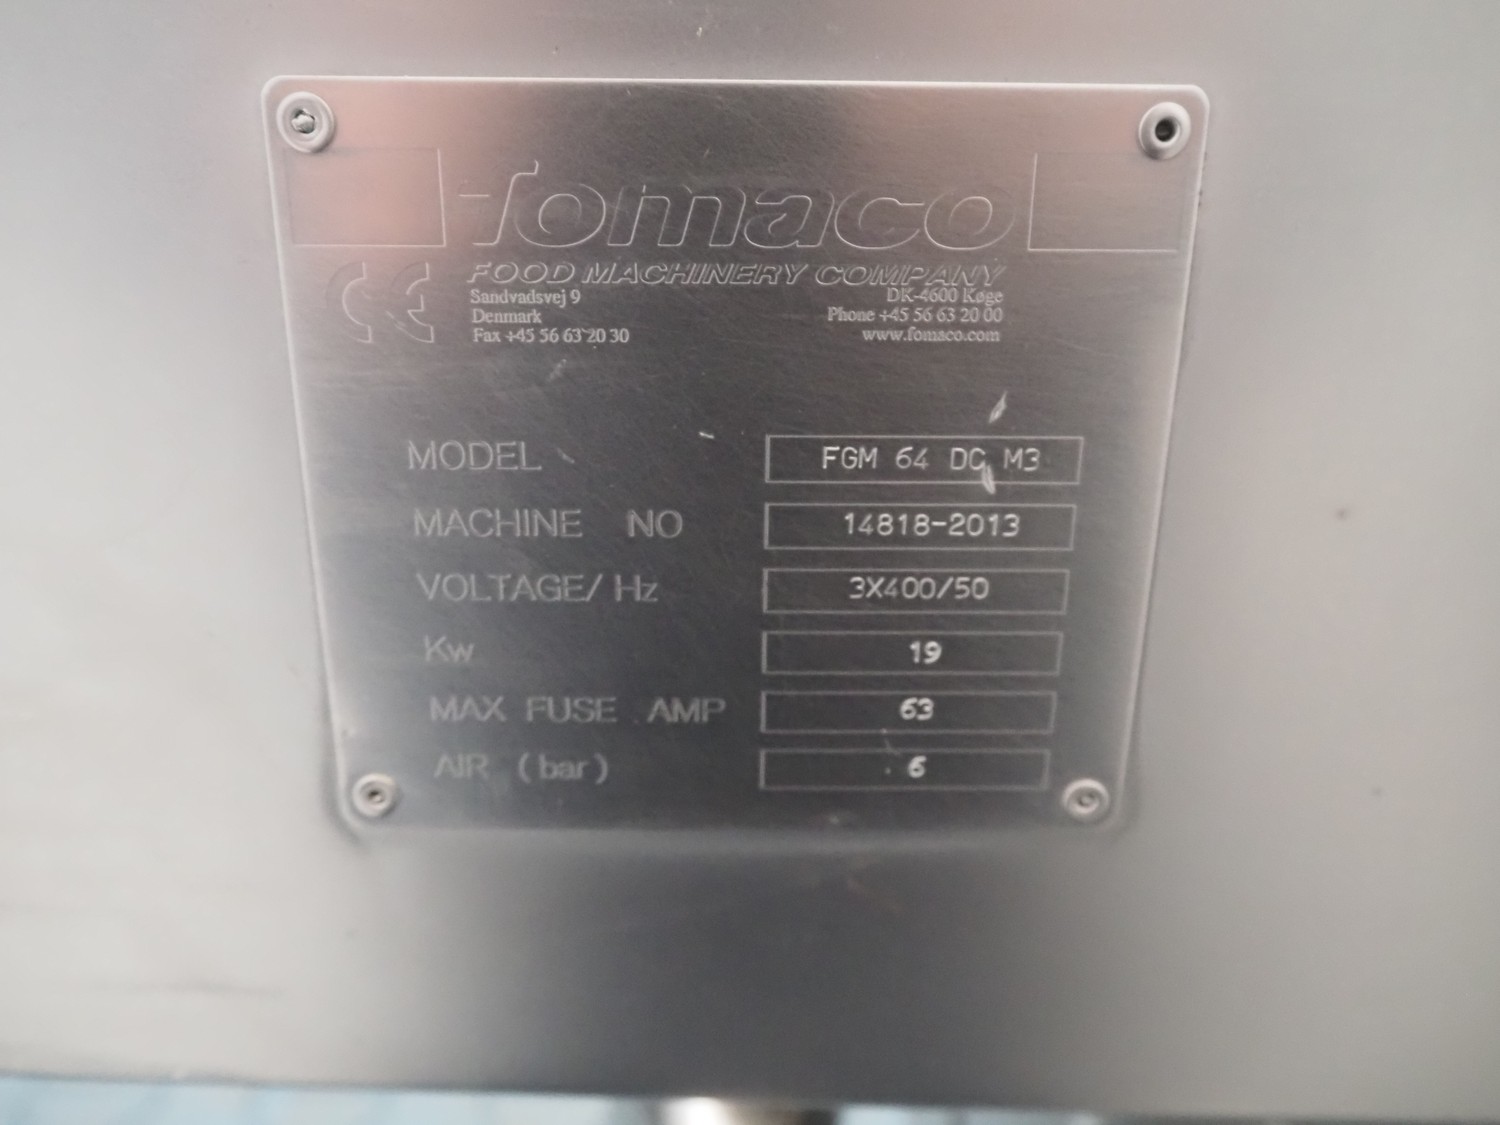 fomaco
FOOD MACHINERY COMPANY
CE
Sandvadsvej 9 DK-4600 Køge
Denmark Phone +45 56 63 20 00
Fax +45 56 63 20 30 www.fomaco.com
MODEL FGM 64 DC M3
MACHINE NO 14818-2013
VOLTAGE/Hz 3X400/50
Kw 19
MAX FUSE AMP 63
AIR (bar) 6